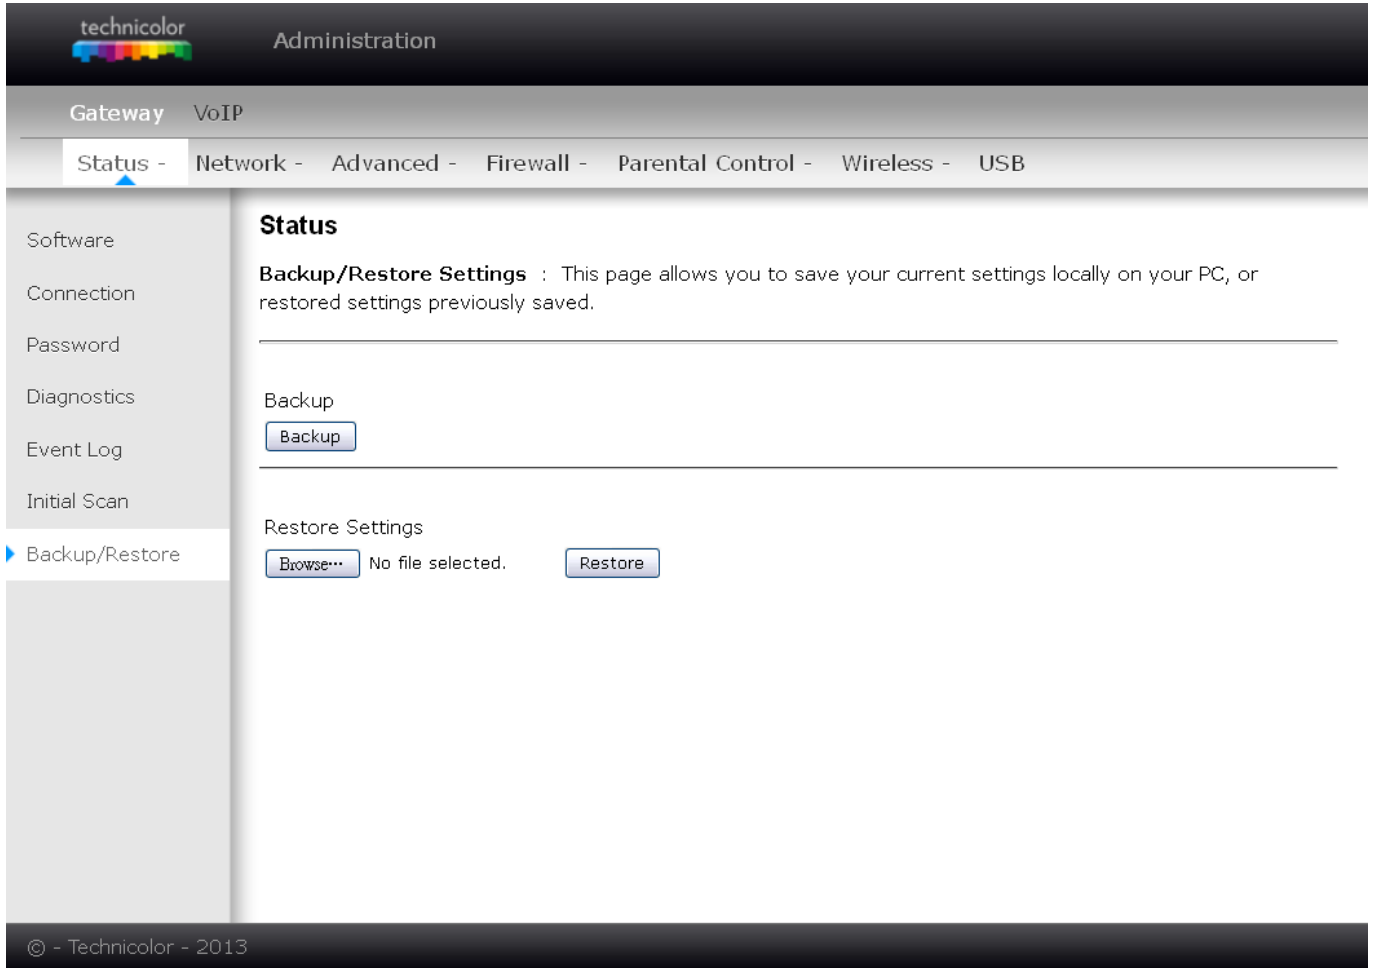 technicolor
Administration
Gateway VoIP
Status - Network - Advanced - Firewall - Parental Control - Wireless - USB
Software
Connection
Password
Diagnostics
Event Log
Initial Scan
Backup/Restore
Status
Backup/Restore Settings : This page allows you to save your current settings locally on your PC, or
restored settings previously saved.
Backup
Backup
Restore Settings
Browse··· No file selected. Restore
© - Technicolor - 2013